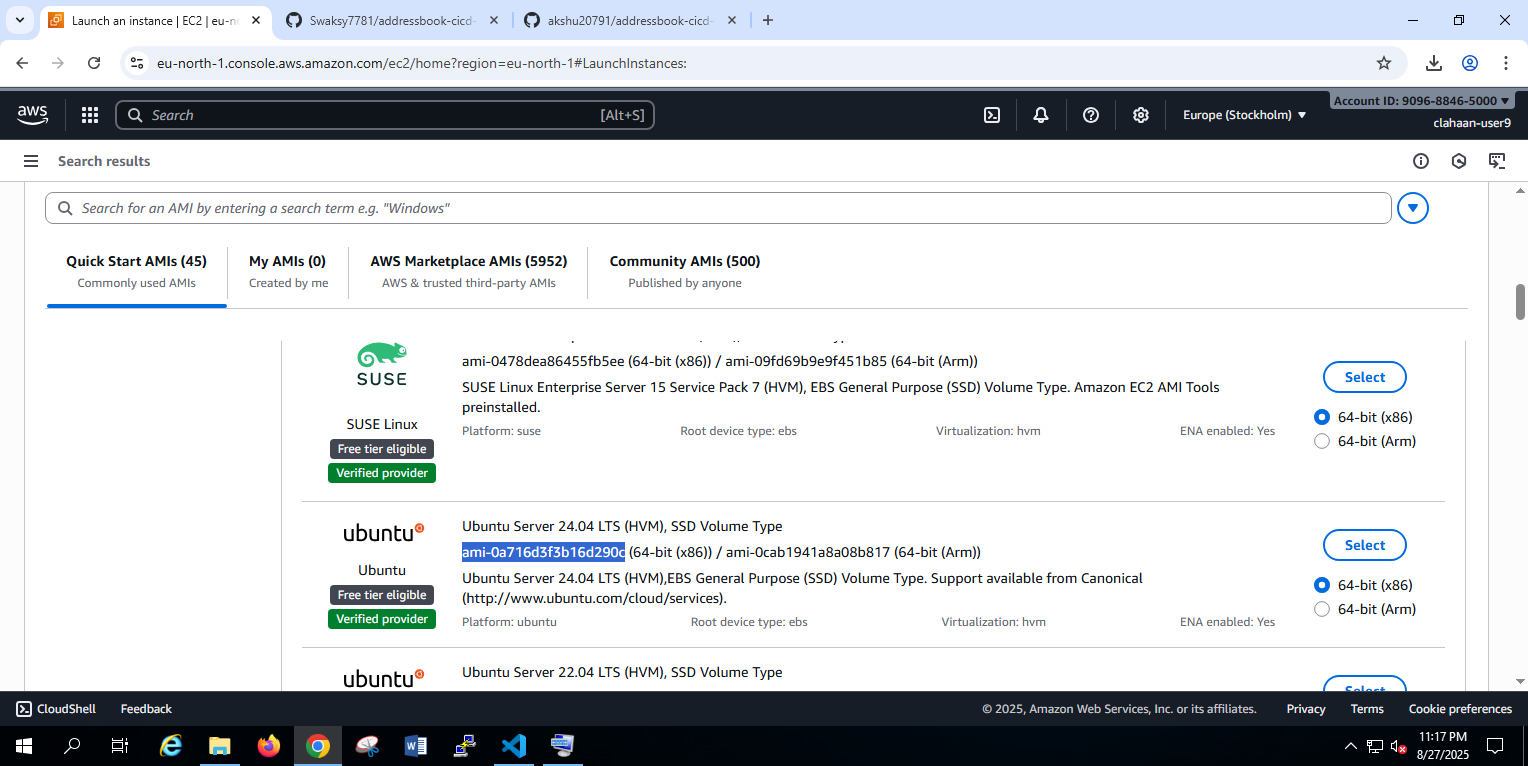 Launch an instance | EC2 | eu-no
Swaksy7781/addressbook-cicd-
akshu20791/addressbook-cicd-
eu-north-1.console.aws.amazon.com/ec2/home?region=eu-north-1#LaunchInstances:
aws
Search
[Alt+S]
Europe (Stockholm)
Account ID: 9096-8846-5000
clahaan-user9
Search results
Search for an AMI by entering a search term e.g. "Windows"
Quick Start AMIs (45)
Commonly used AMIs
My AMIs (0)
Created by me
AWS Marketplace AMIs (5952)
AWS & trusted third-party AMIs
Community AMIs (500)
Published by anyone
SUSE
SUSE Linux
Free tier eligible
Verified provider
ami-0478dea86455fb5ee (64-bit (x86)) / ami-09fd69b9e9f451b85 (64-bit (Arm))
SUSE Linux Enterprise Server 15 Service Pack 7 (HVM), EBS General Purpose (SSD) Volume Type. Amazon EC2 AMI Tools
preinstalled.
Platform: suse
Root device type: ebs
Virtualization: hvm
ENA enabled: Yes
Select
64-bit (x86)
64-bit (Arm)
ubuntu
Ubuntu
Free tier eligible
Verified provider
Ubuntu Server 24.04 LTS (HVM), SSD Volume Type
ami-0a716d3f3b16d290c (64-bit (x86)) / ami-0cab1941a8a08b817 (64-bit (Arm))
Ubuntu Server 24.04 LTS (HVM),EBS General Purpose (SSD) Volume Type. Support available from Canonical
(http://www.ubuntu.com/cloud/services).
Platform: ubuntu
Root device type: ebs
Virtualization: hvm
ENA enabled: Yes
Select
64-bit (x86)
64-bit (Arm)
ubuntu
Ubuntu Server 22.04 LTS (HVM), SSD Volume Type
Select
CloudShell
Feedback
© 2025, Amazon Web Services, Inc. or its affiliates.
Privacy
Terms
Cookie preferences
11:17 PM
8/27/2025